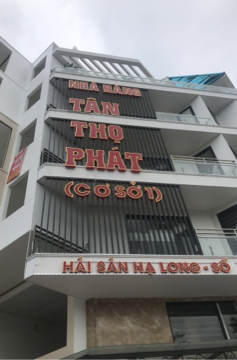 NHÀ HÀNG
TÂN
THỌ
PHÁT
(CƠ SỞ 1)
HẢI SẢN HẠ LONG - SỐ